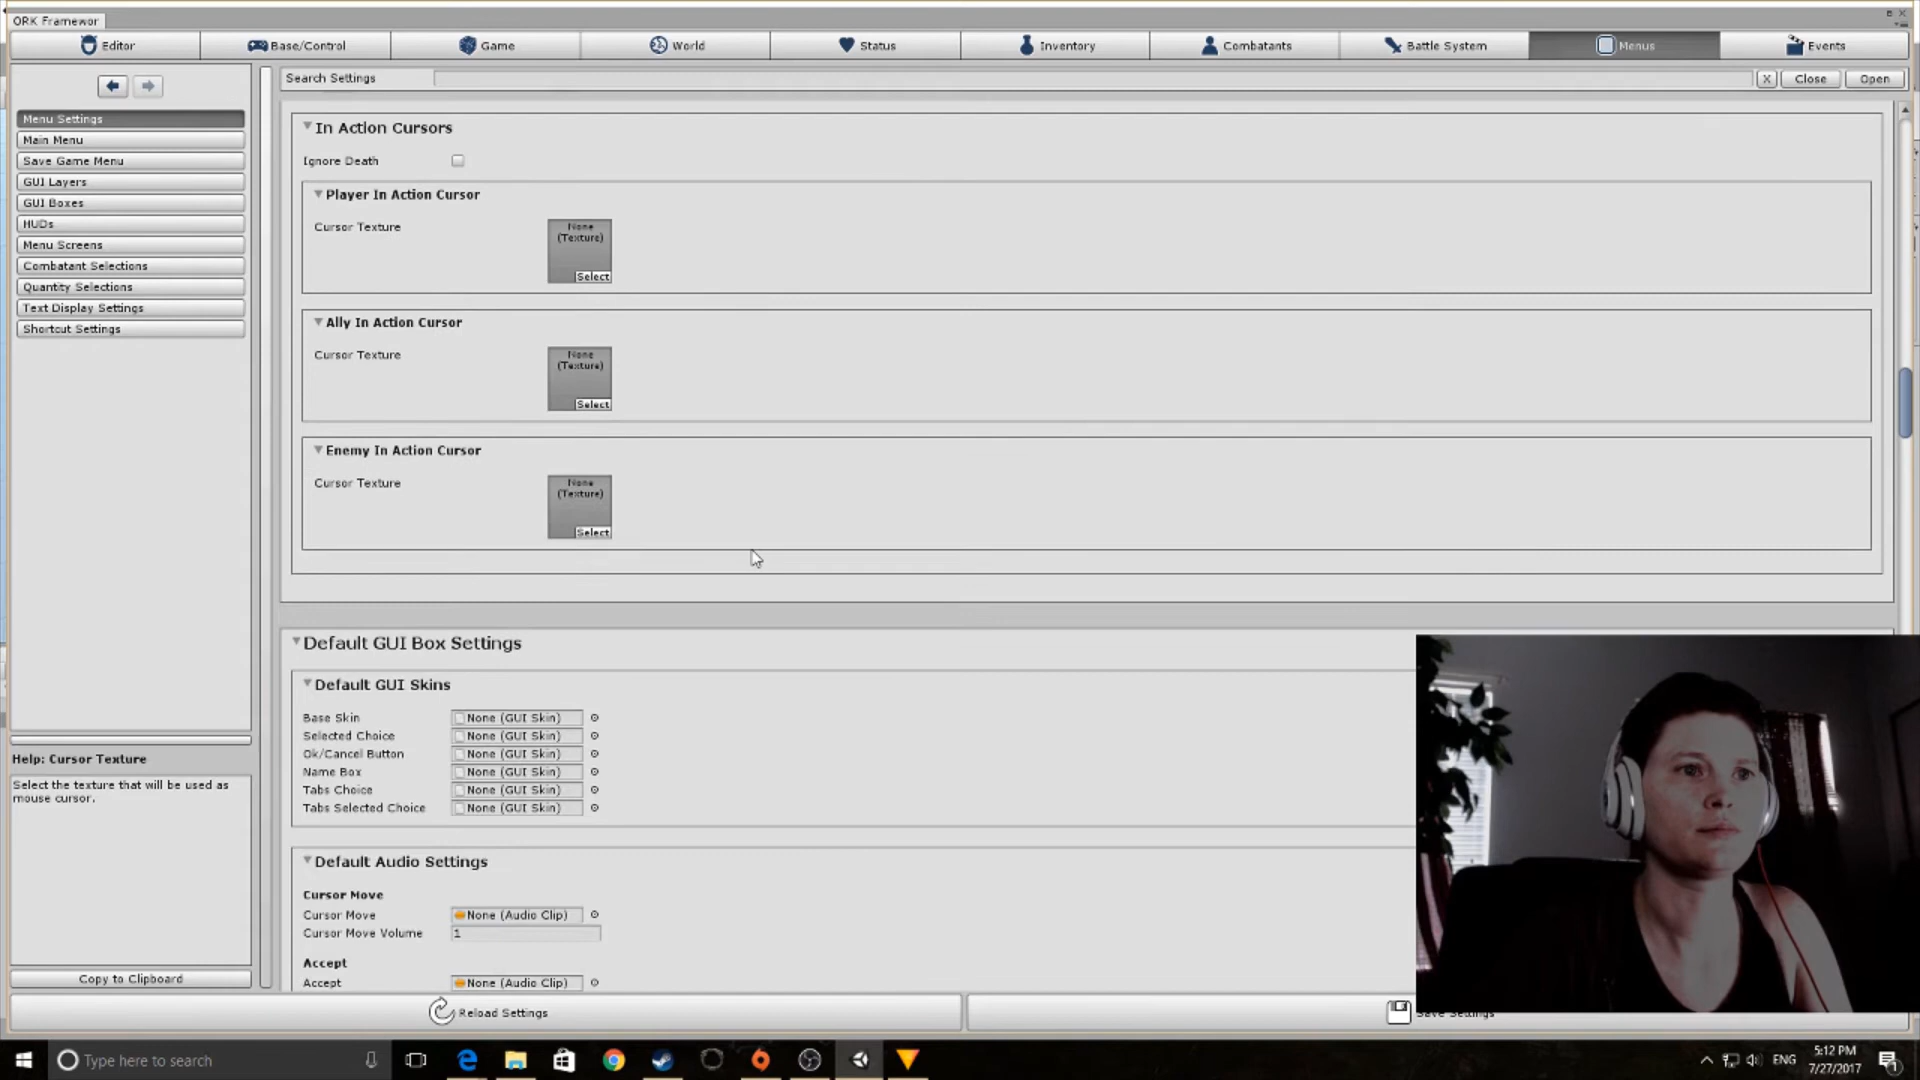 ORK Framewor
Editor
Base/Control
Game
World
Status
Inventory
Combatants
Battle System
Menus
Events
Search Settings
X
Close
Open
Menu Settings
Main Menu
Save Game Menu
GUI Layers
GUI Boxes
HUDs
Menu Screens
Combatant Selections
Quantity Selections
Text Display Settings
Shortcut Settings
In Action Cursors
Ignore Death
Player In Action Cursor
Cursor Texture
None
(Texture)
Select
Ally In Action Cursor
Cursor Texture
None
(Texture)
Select
Enemy In Action Cursor
Cursor Texture
None
(Texture)
Select
Default GUI Box Settings
Default GUI Skins
Base Skin None (GUI Skin)
Selected Choice None (GUI Skin)
Ok/Cancel Button None (GUI Skin)
Name Box None (GUI Skin)
Tabs Choice None (GUI Skin)
Tabs Selected Choice None (GUI Skin)
Default Audio Settings
Cursor Move
Cursor Move None (Audio Clip)
Cursor Move Volume 1
Accept
Accept None (Audio Clip)
Help: Cursor Texture
Select the texture that will be used as
mouse cursor.
Copy to Clipboard
Reload Settings
Save Settings
Type here to search
ENG
5:12 PM
7/27/2017